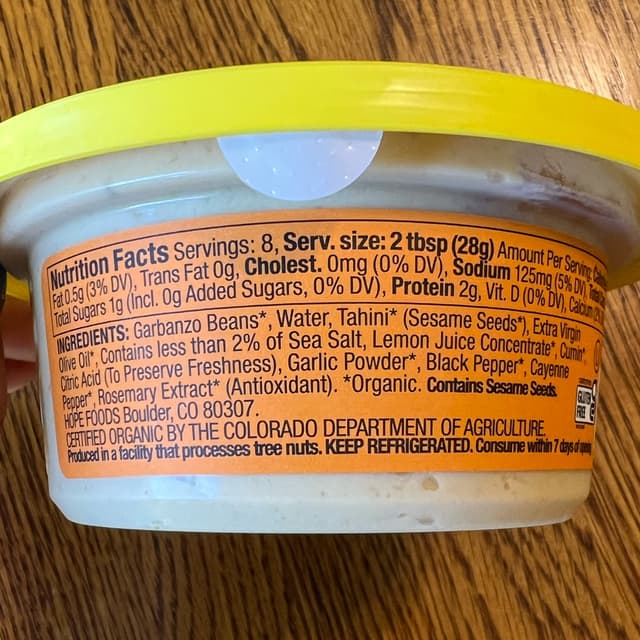 Nutrition Facts Servings: 8, Serv. size: 2 tbsp (28g) Amount Per Serving:
Fat 0.5g (3% DV), Trans Fat 0g, Cholest. 0mg (0% DV), Sodium 125mg (5% DV)
Total Sugars 1g (Incl. 0g Added Sugars, 0% DV), Protein 2g, Vit. D (0% DV), Calcium
INGREDIENTS: Garbanzo Beans*, Water, Tahini* (Sesame Seeds*), Extra Virgin
Olive Oil*, Contains less than 2% of Sea Salt, Lemon Juice Concentrate*, Cumin*,
Citric Acid (To Preserve Freshness), Garlic Powder*, Black Pepper*, Cayenne
Pepper*, Rosemary Extract* (Antioxidant). *Organic. Contains Sesame Seeds.
HOPE FOODS Boulder, CO 80307.
CERTIFIED ORGANIC BY THE COLORADO DEPARTMENT OF AGRICULTURE.
Produced in a facility that processes tree nuts. KEEP REFRIGERATED. Consume within 7 days of
GLUTEN
FREE